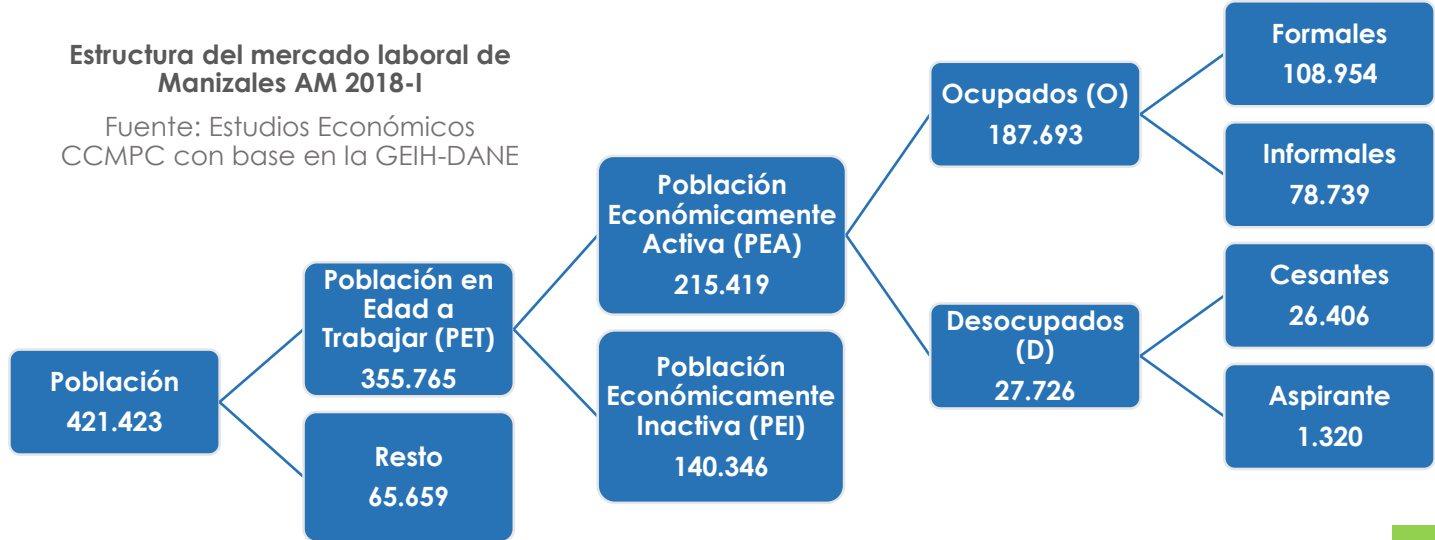 Estructura del mercado laboral de
Manizales AM 2018-I
Fuente: Estudios Económicos
CCMPC con base en la GEIH-DANE
Población
421.423
Población en
Edad a
Trabajar (PET)
355.765
Resto
65.659
Población
Económicamente
Activa (PEA)
215.419
Población
Económicamente
Inactiva (PEI)
140.346
Ocupados (O)
187.693
Desocupados
(D)
27.726
Formales
108.954
Informales
78.739
Cesantes
26.406
Aspirante
1.320